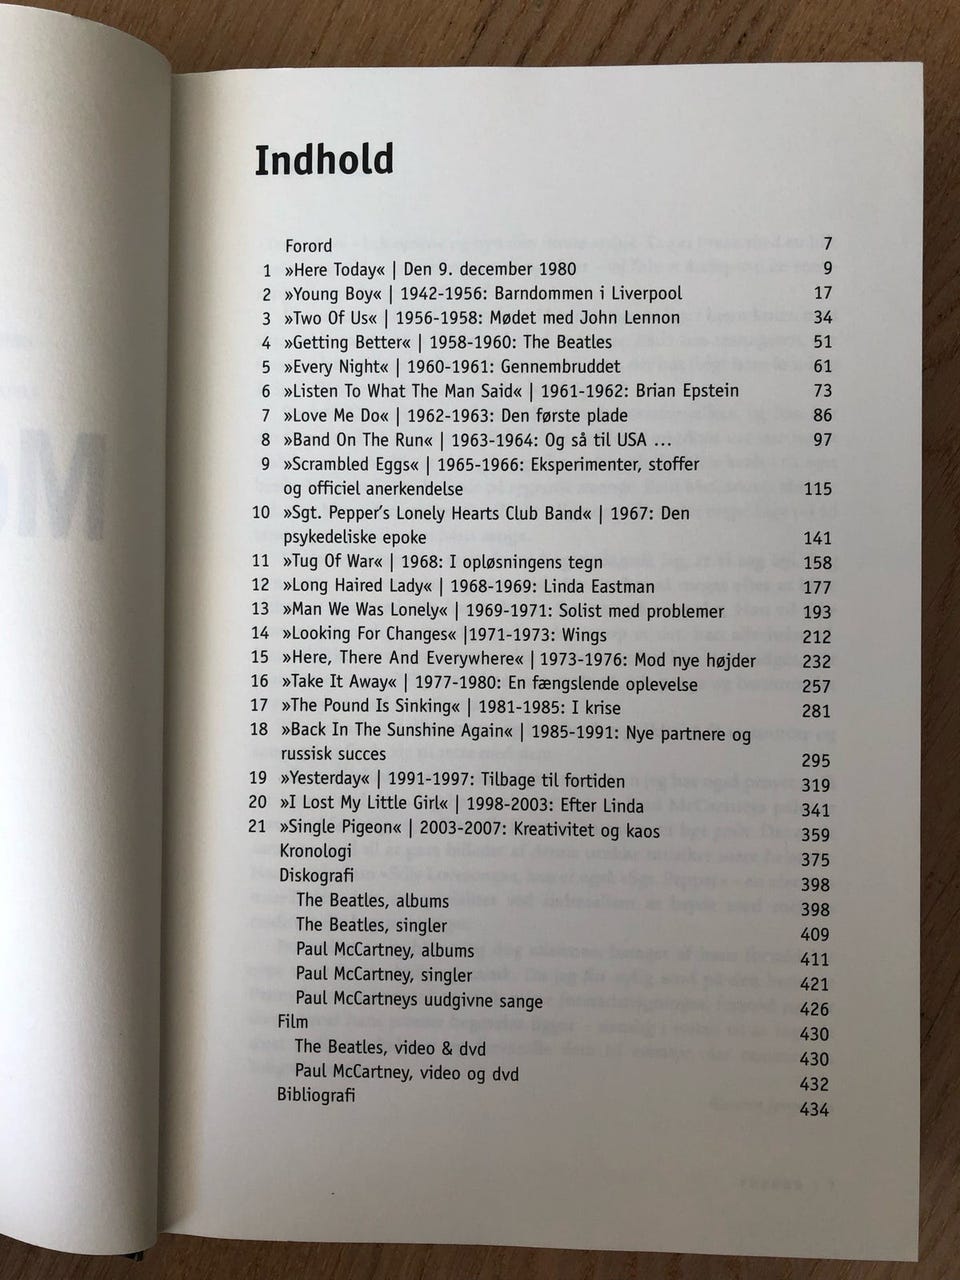 Indhold
Forord 7
1 »Here Today« | Den 9. december 1980 9
2 »Young Boy« | 1942-1956: Barndommen i Liverpool 17
3 »Two Of Us« | 1956-1958: Mødet med John Lennon 34
4 »Getting Better« | 1958-1960: The Beatles 51
5 »Every Night« | 1960-1961: Gennembruddet 61
6 »Listen To What The Man Said« | 1961-1962: Brian Epstein 73
7 »Love Me Do« | 1962-1963: Den første plade 86
8 »Band On The Run« | 1963-1964: Og så til USA ... 97
9 »Scrambled Eggs« | 1965-1966: Eksperimenter, stoffer
og officiel anerkendelse 115
10 »Sgt. Pepper's Lonely Hearts Club Band« | 1967: Den
psykedeliske epoke 141
11 »Tug Of War« | 1968: I opløsningens tegn 158
12 »Long Haired Lady« | 1968-1969: Linda Eastman 177
13 »Man We Was Lonely« | 1969-1971: Solist med problemer 193
14 »Looking For Changes« |1971-1973: Wings 212
15 »Here, There And Everywhere« | 1973-1976: Mod nye højder 232
16 »Take It Away« | 1977-1980: En fængslende oplevelse 257
17 »The Pound Is Sinking« | 1981-1985: I krise 281
18 »Back In The Sunshine Again« | 1985-1991: Nye partnere og
russisk succes 295
19 »Yesterday« | 1991-1997: Tilbage til fortiden 319
20 »I Lost My Little Girl« | 1998-2003: Efter Linda 341
21 »Single Pigeon« | 2003-2007: Kreativitet og kaos 359
Kronologi 375
Diskografi 398
The Beatles, albums 398
The Beatles, singler 409
Paul McCartney, albums 411
Paul McCartney, singler 421
Paul McCartneys uudgivne sange 426
Film 430
The Beatles, video & dvd 430
Paul McCartney, video og dvd 432
Bibliografi 434